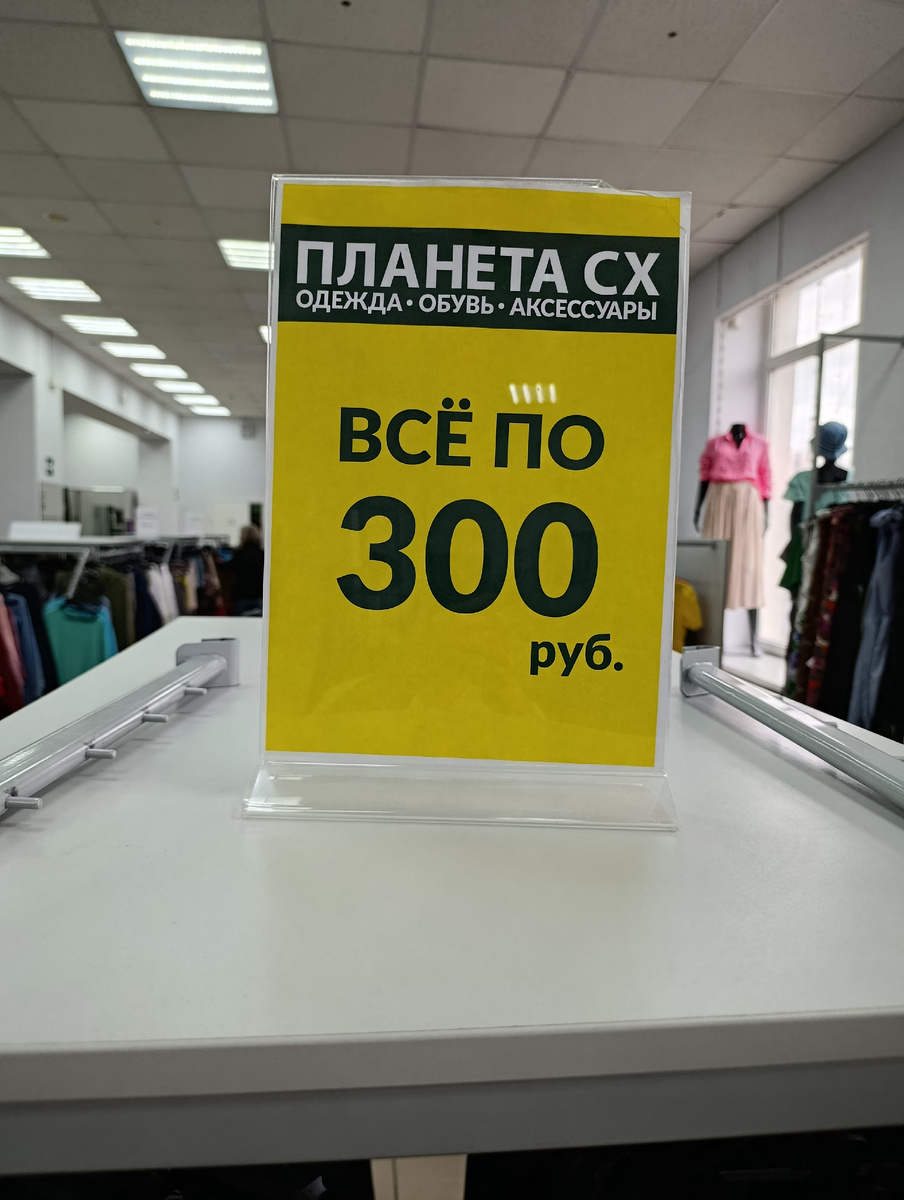 ПЛАНЕТА СХ
ОДЕЖДА • ОБУВЬ • АКСЕССУАРЫ
ВСЁ ПО
300
руб.